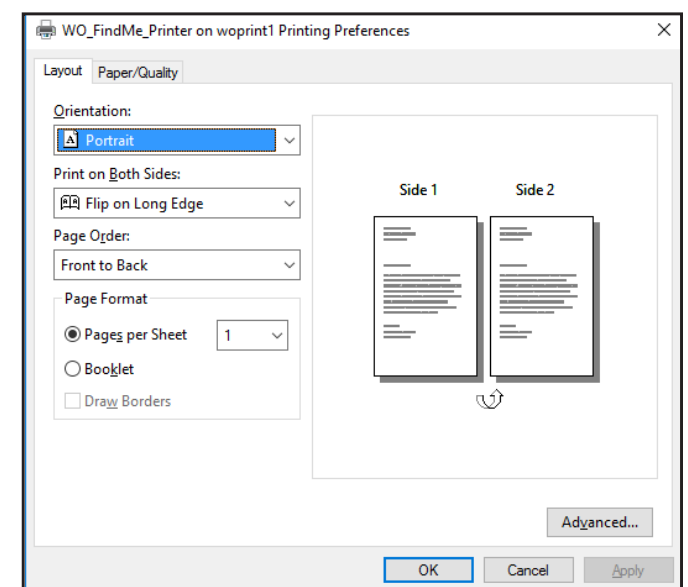 WO_FindMe_Printer on woprint1 Printing Preferences
Layout Paper/Quality
Orientation:
A Portrait
Print on Both Sides:
Flip on Long Edge
Page Order:
Front to Back
Page Format
Pages per Sheet 1
Booklet
Draw Borders
Side 1 Side 2
Advanced...
OK Cancel Apply